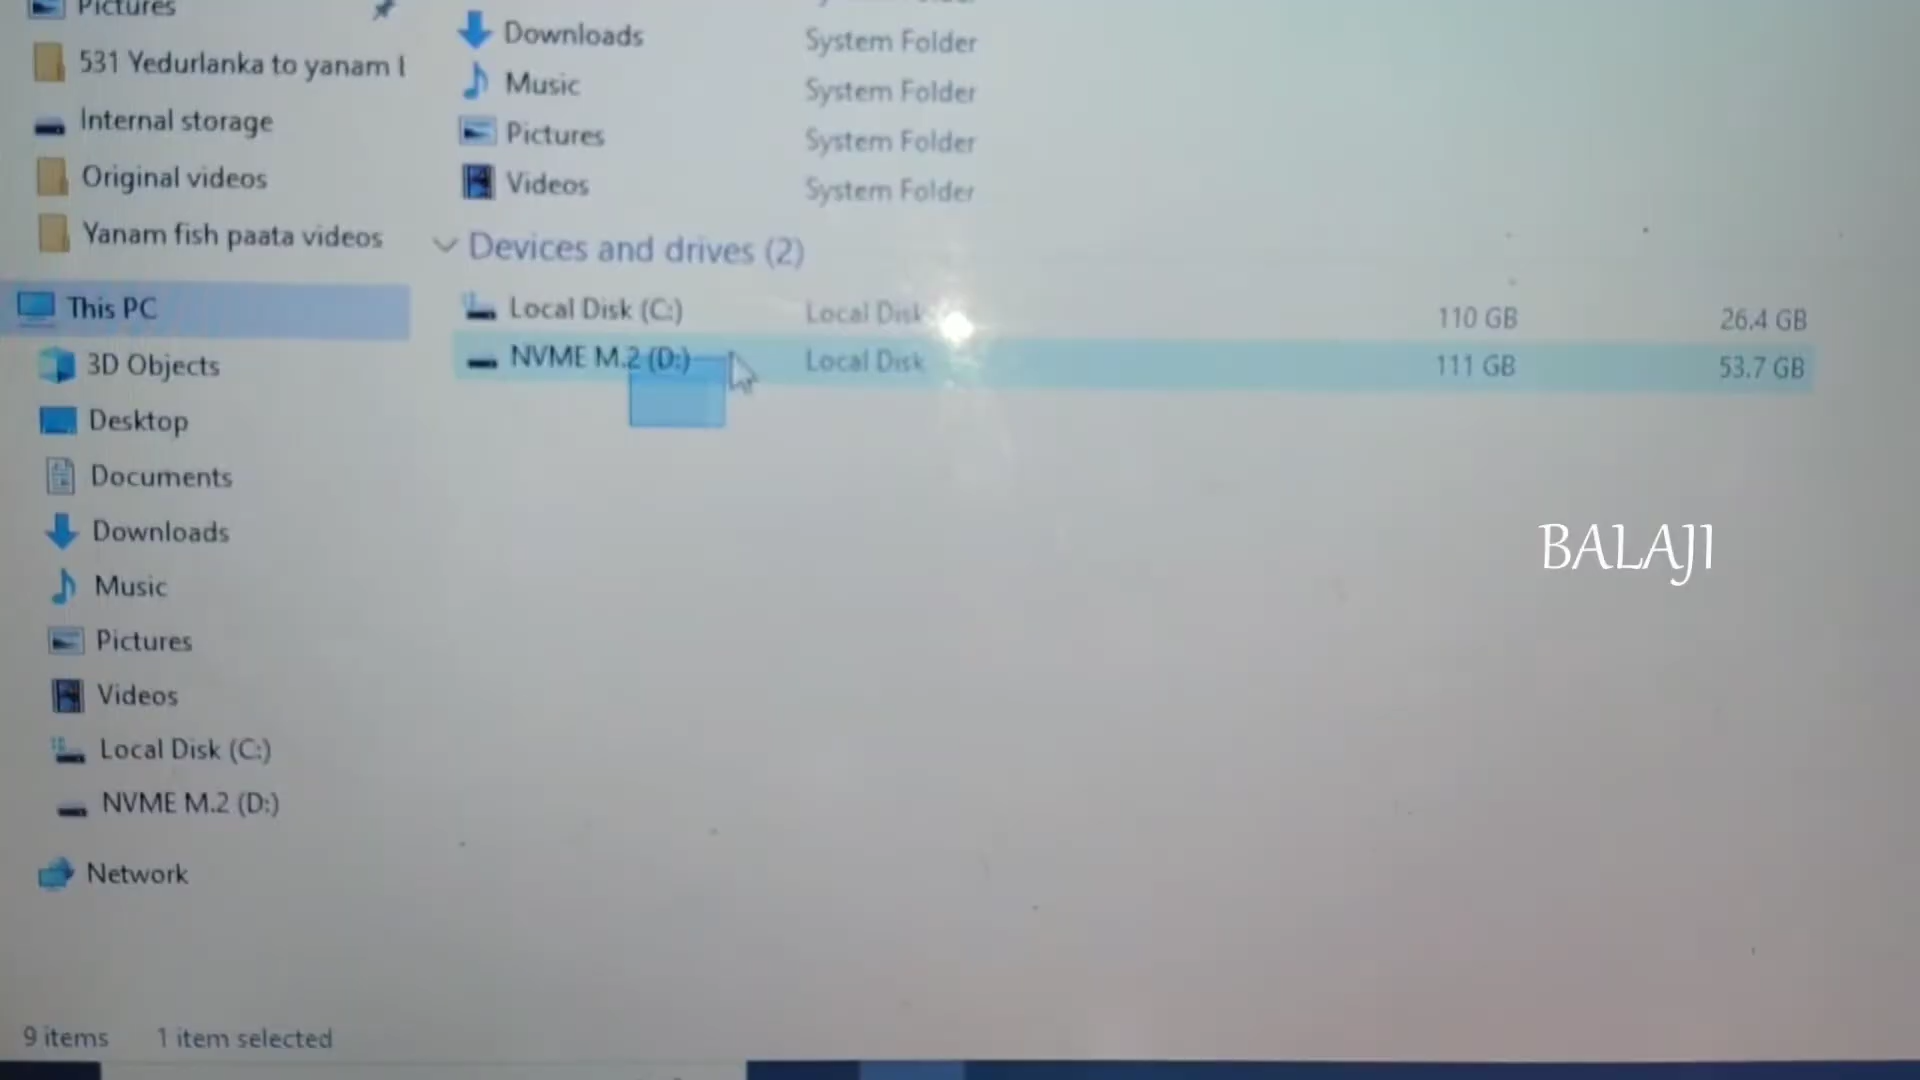 Pictures
531 Yedurlanka to yanam
Internal storage
Original videos
Yanam fish paata videos
This PC
3D Objects
Desktop
Documents
Downloads
Music
Pictures
Videos
Local Disk (C:)
NVME M.2 (D:)
Network
Downloads System Folder
Music System Folder
Pictures System Folder
Videos System Folder
Devices and drives (2)
Local Disk (C:) Local Disk 110 GB 26.4 GB
NVME M.2 (D:) Local Disk 111 GB 53.7 GB
BALAJI
9 items 1 item selected